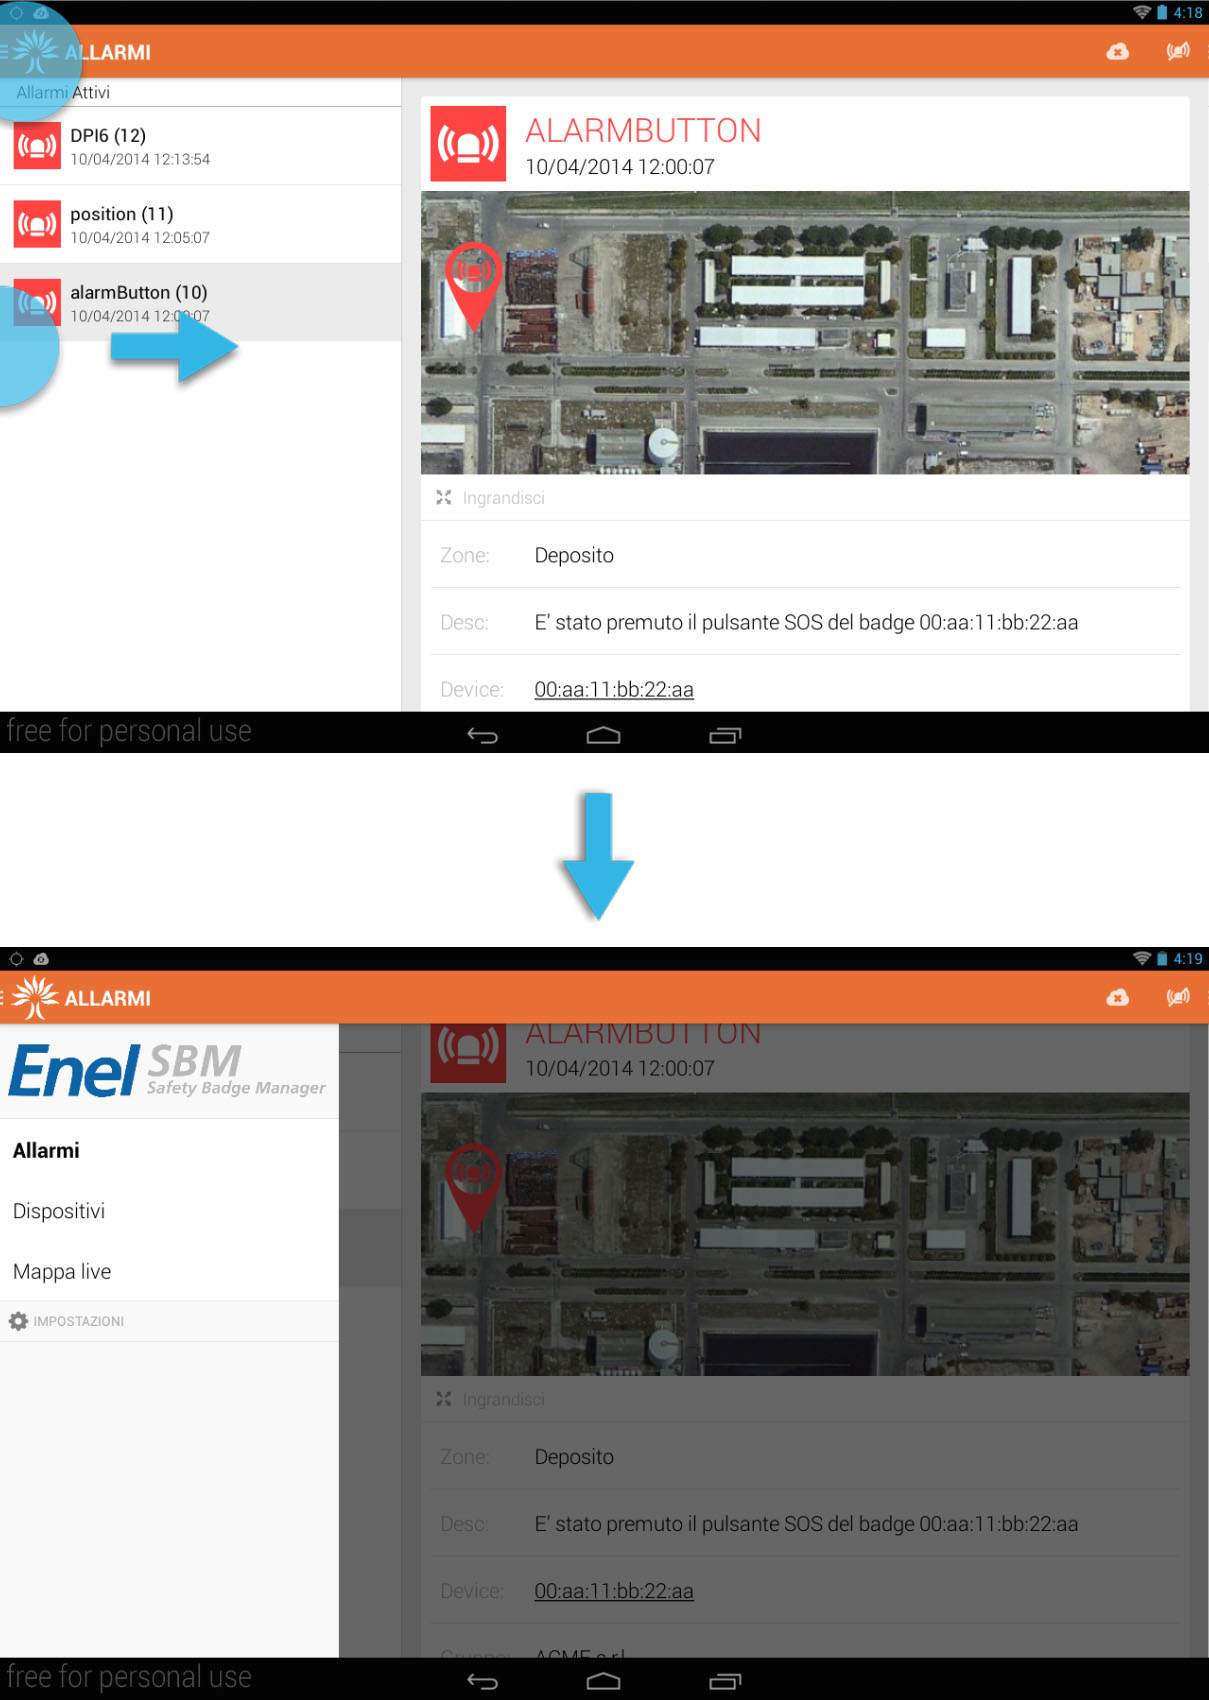 4:18
ALLARMI
Allarmi Attivi
DPI6 (12)
10/04/2014 12:13:54
position (11)
10/04/2014 12:05:07
alarmButton (10)
10/04/2014 12:00:07
ALARMBUTTON
10/04/2014 12:00:07
Ingrandisci
Zone: Deposito
Desc: E' stato premuto il pulsante SOS del badge 00:aa:11:bb:22:aa
Device: 00:aa:11:bb:22:aa
free for personal use
4:19
ALLARMI
Enel SBM
Safety Badge Manager
Allarmi
Dispositivi
Mappa live
IMPOSTAZIONI
ALARMBUTTON
10/04/2014 12:00:07
Ingrandisci
Zone: Deposito
Desc: E' stato premuto il pulsante SOS del badge 00:aa:11:bb:22:aa
Device: 00:aa:11:bb:22:aa
Gruppo: ACME s.r.l.
free for personal use